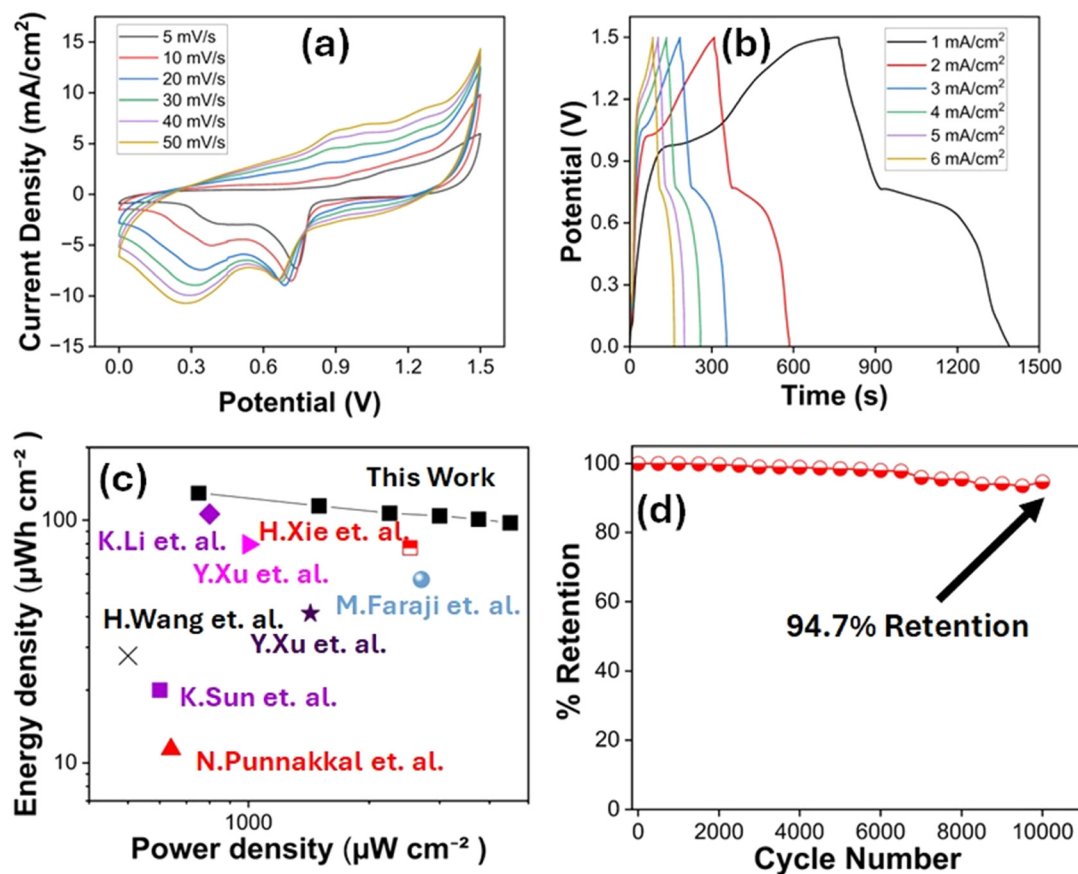 (a)
5 mV/s
10 mV/s
20 mV/s
30 mV/s
40 mV/s
50 mV/s
Current Density (mA/cm²)
15
10
5
0
−5
−10
−15
0.0 0.3 0.6 0.9 1.2 1.5
Potential (V)
(b)
1 mA/cm²
2 mA/cm²
3 mA/cm²
4 mA/cm²
5 mA/cm²
6 mA/cm²
Potential (V)
1.5
1.2
0.9
0.6
0.3
0.0
0 300 600 900 1200 1500
Time (s)
(c)
This Work
K.Li et. al.
H.Xie et. al.
Y.Xu et. al.
M.Faraji et. al.
H.Wang et. al.
Y.Xu et. al.
K.Sun et. al.
N.Punnakkal et. al.
Energy density (µWh cm⁻²)
100
10
1000
Power density (µW cm⁻² )
(d)
94.7% Retention
% Retention
100
80
60
40
20
0
0 2000 4000 6000 8000 10000
Cycle Number